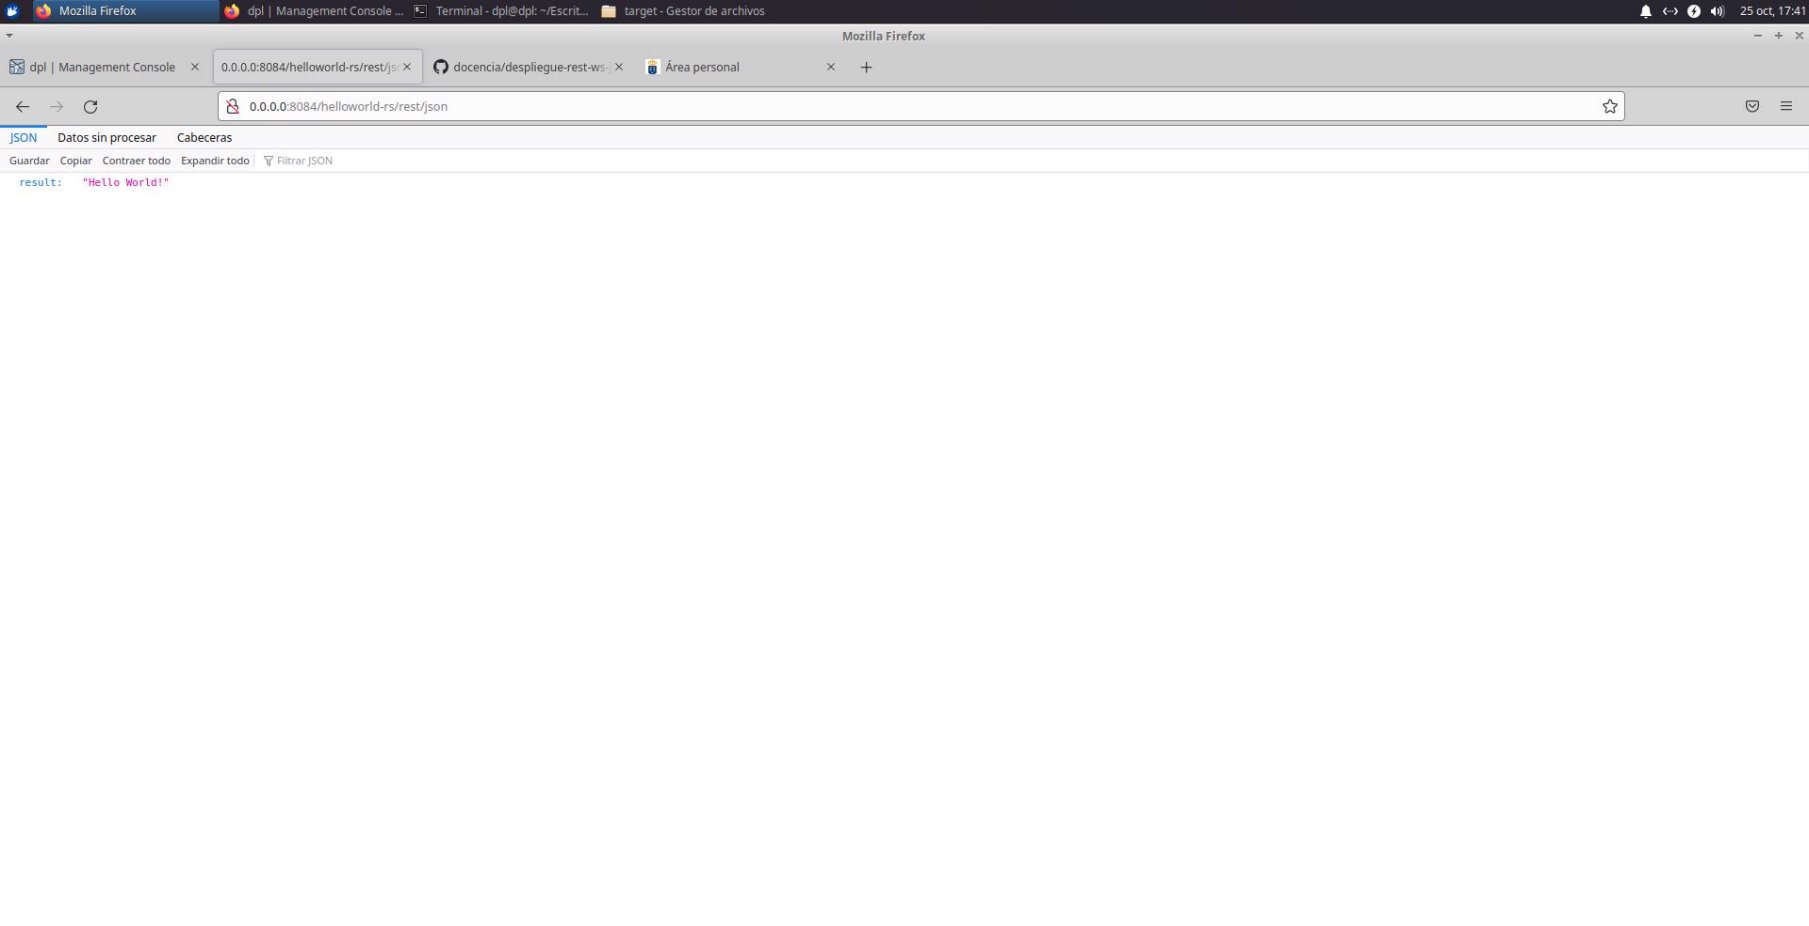 Mozilla Firefox dpl | Management Console ... Terminal - dpl@dpl: ~/Escrit... target - Gestor de archivos 25 oct, 17:41
Mozilla Firefox
dpl | Management Console 0.0.0.0:8084/helloworld-rs/rest/js docencia/despliegue-rest-ws- Área personal
0.0.0.0:8084/helloworld-rs/rest/json
JSON Datos sin procesar Cabeceras
Guardar Copiar Contraer todo Expandir todo Filtrar JSON
result: "Hello World!"